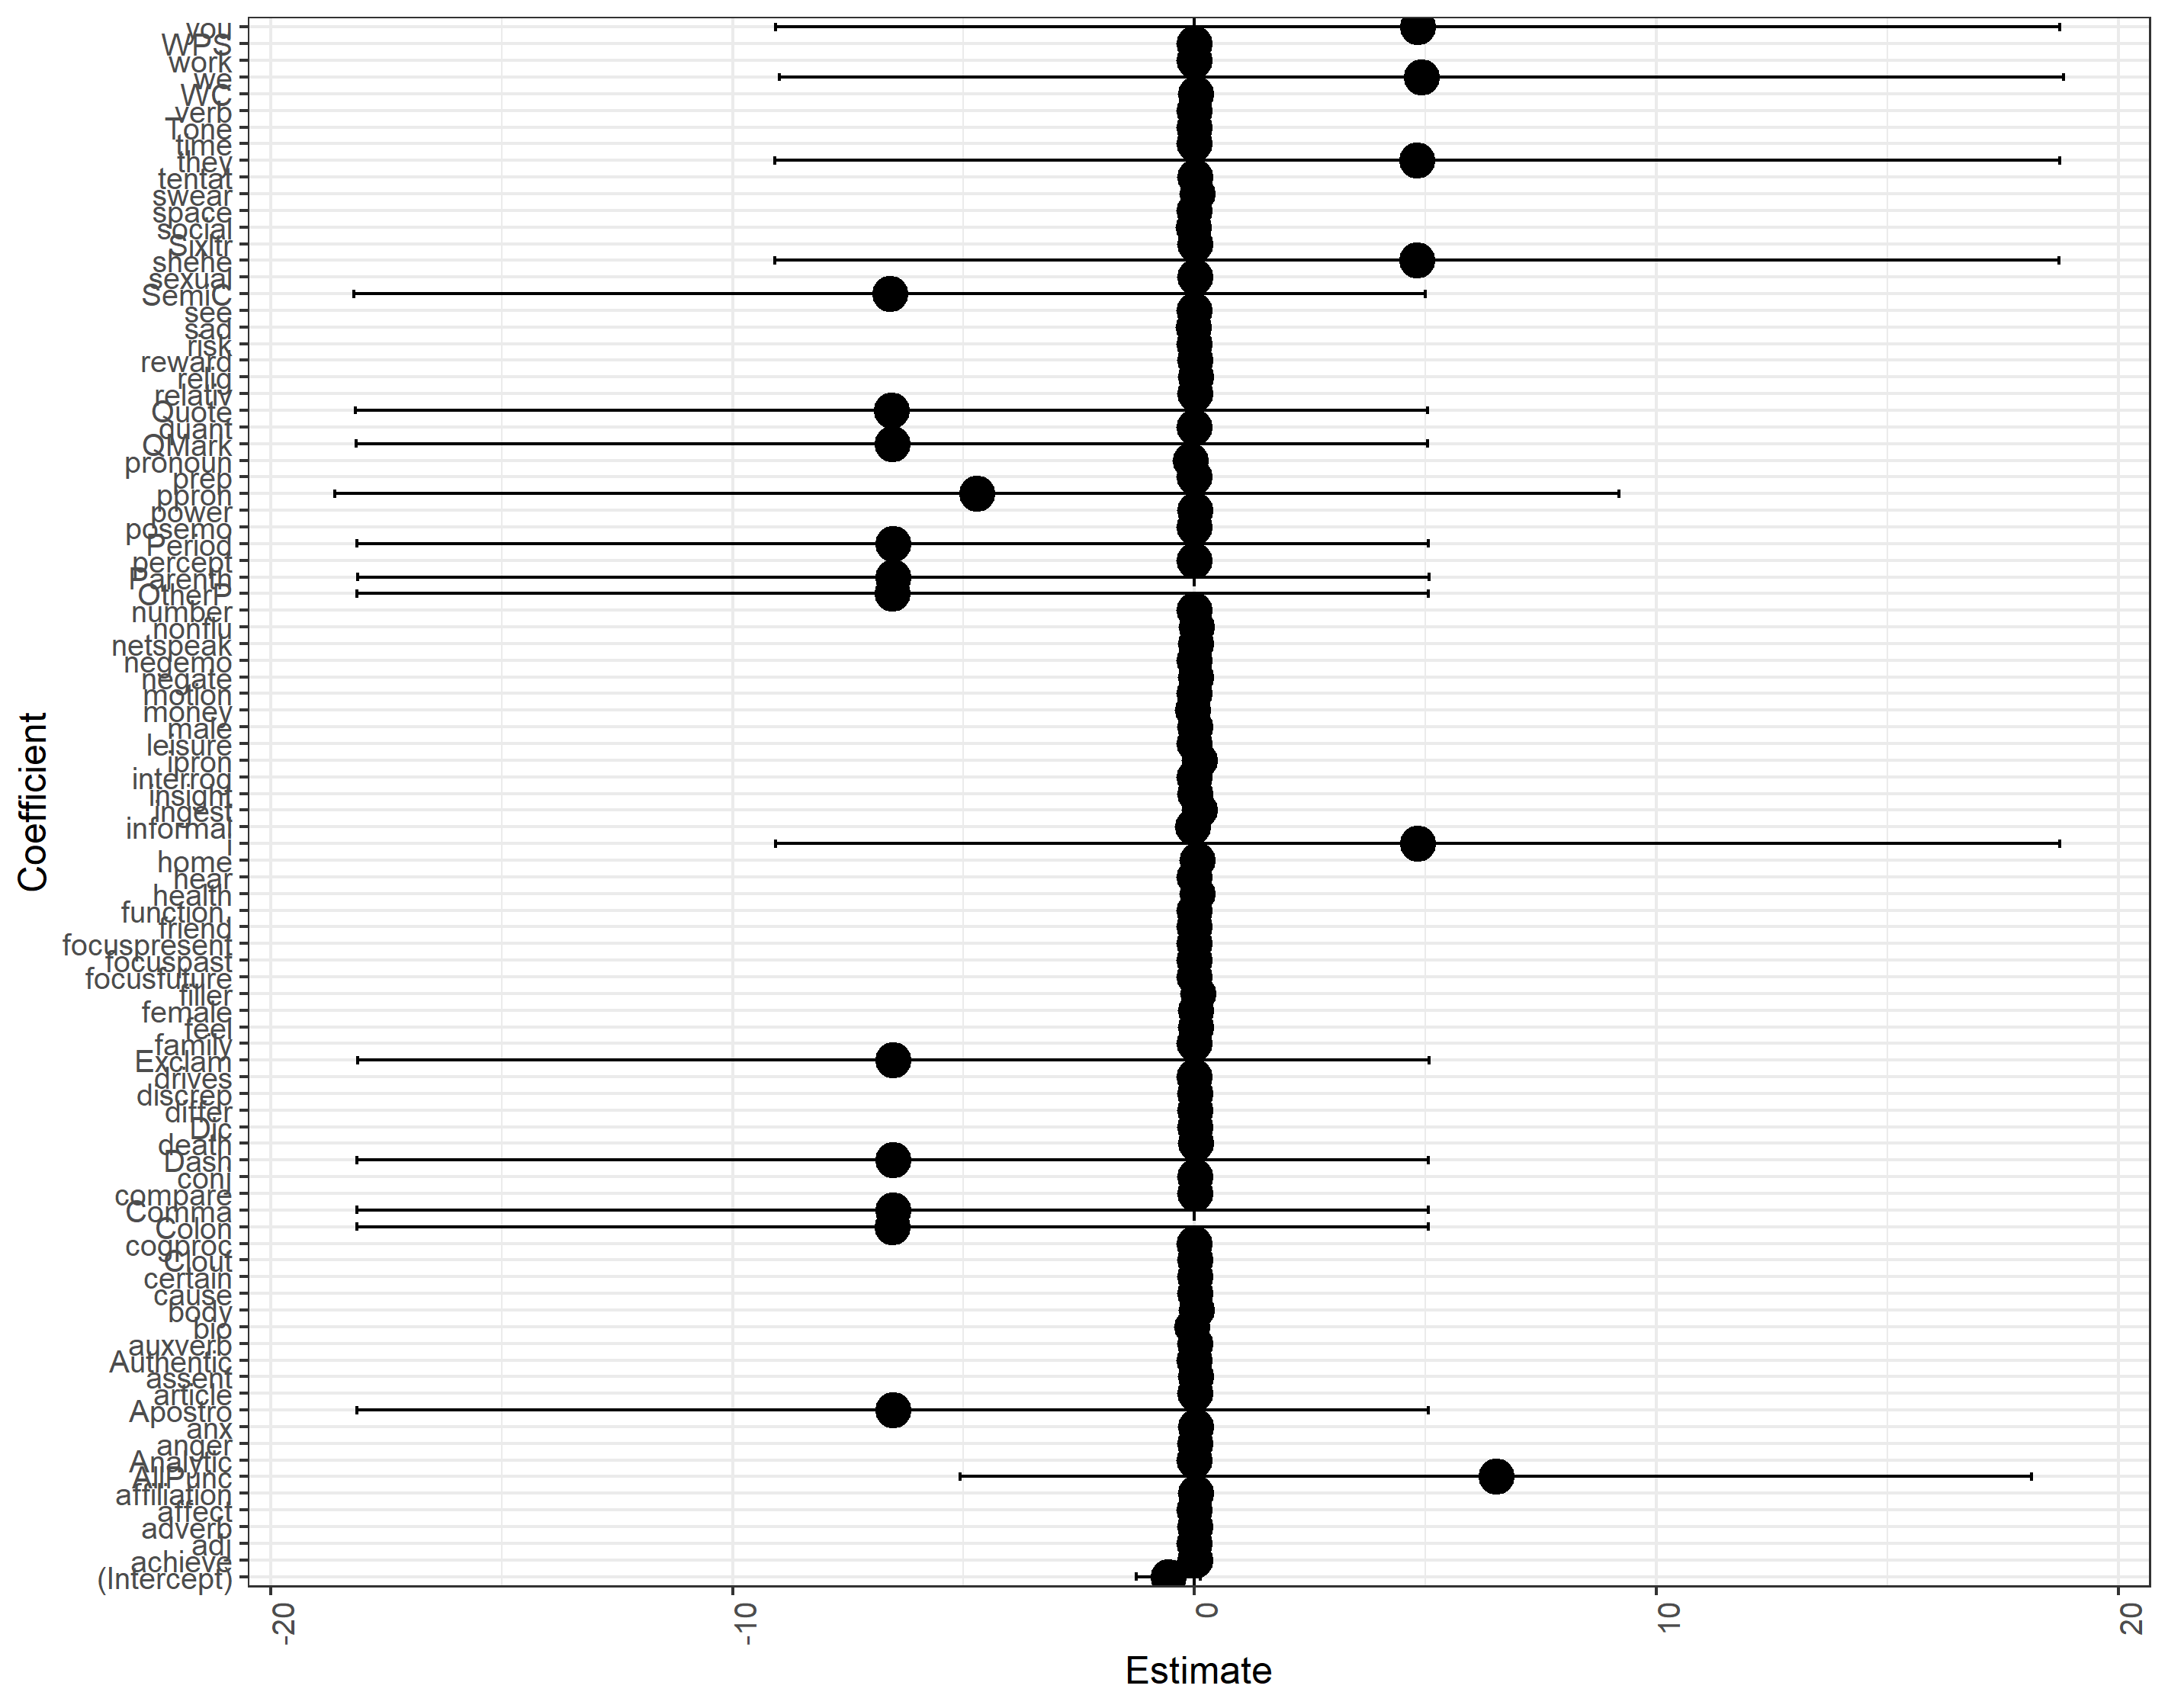 you
WPS
work
we
WC
verb
Tone
time
they
tentat
swear
space
social
Sixltr
shehe
sexual
SemiC
see
sad
risk
reward
relig
relativ
Quote
quant
QMark
pronoun
prep
ppron
power
posemo
Period
percept
Parenth
OtherP
number
nonflu
netspeak
negemo
negate
motion
money
male
leisure
ipron
interrog
insight
ingest
informal
i
home
hear
health
function.
friend
focuspresent
focuspast
focusfuture
filler
female
feel
family
Exclam
drives
discrep
differ
Dic
death
Dash
conj
compare
Comma
Colon
cogproc
Clout
certain
cause
body
bio
auxverb
Authentic
assent
article
Apostro
anx
anger
Analytic
AllPunc
affiliation
affect
adverb
adj
achieve
(Intercept)
Coefficient
-20
-10
0
10
20
Estimate